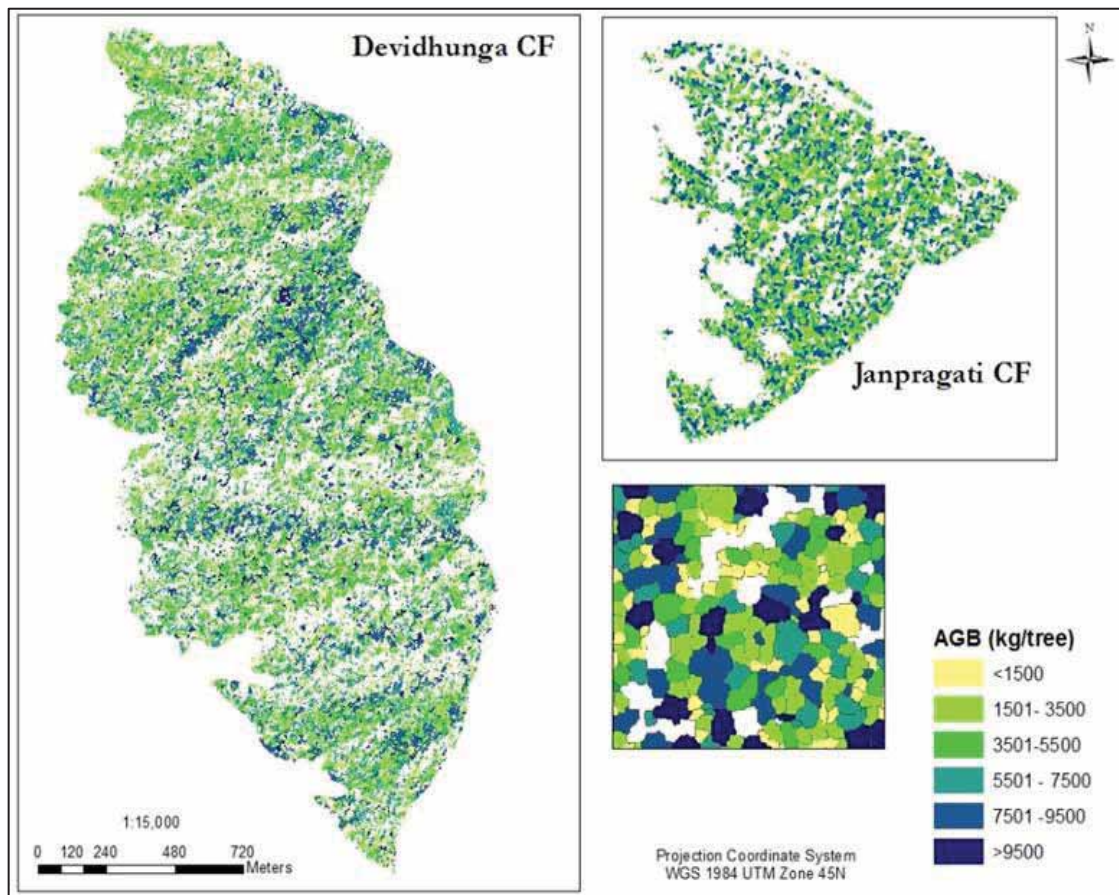 Devidhunga CF
N
Janpragati CF
AGB (kg/tree)
<1500
1501- 3500
3501-5500
5501 - 7500
7501 -9500
>9500
1:15,000
0 120 240 480 720
Meters
Projection Coordinate System
WGS 1984 UTM Zone 45N